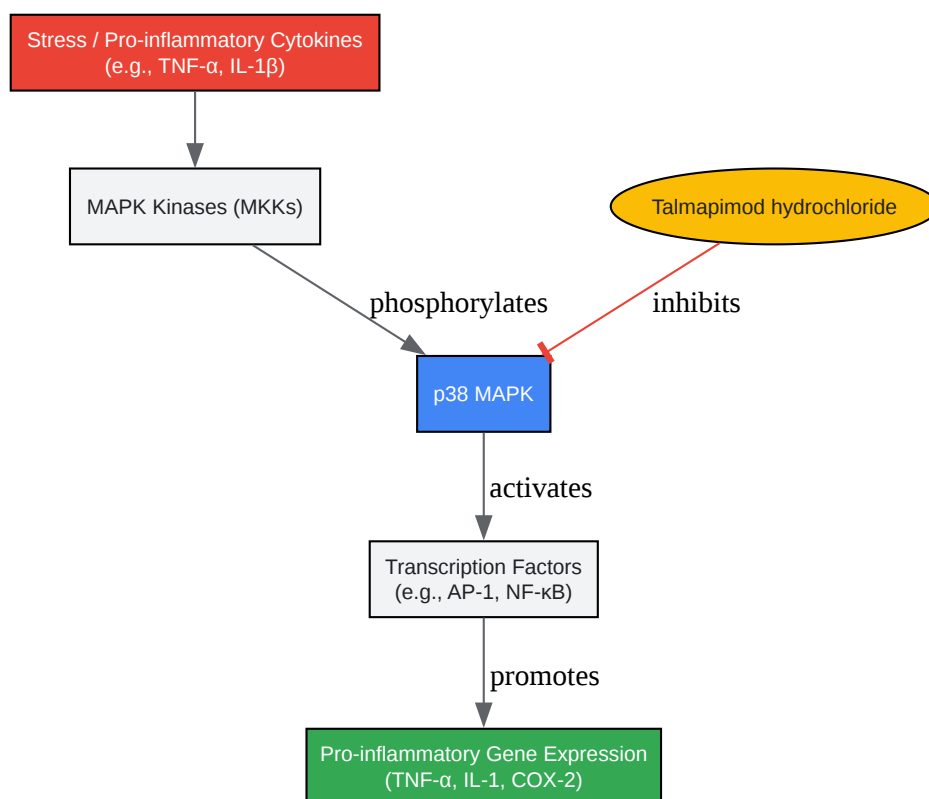 Stress / Pro-inflammatory Cytokines
(e.g., TNF-α, IL-1β)
MAPK Kinases (MKKs)
Talmapimod hydrochloride
phosphorylates
inhibits
p38 MAPK
activates
Transcription Factors
(e.g., AP-1, NF-κB)
promotes
Pro-inflammatory Gene Expression
(TNF-α, IL-1, COX-2)